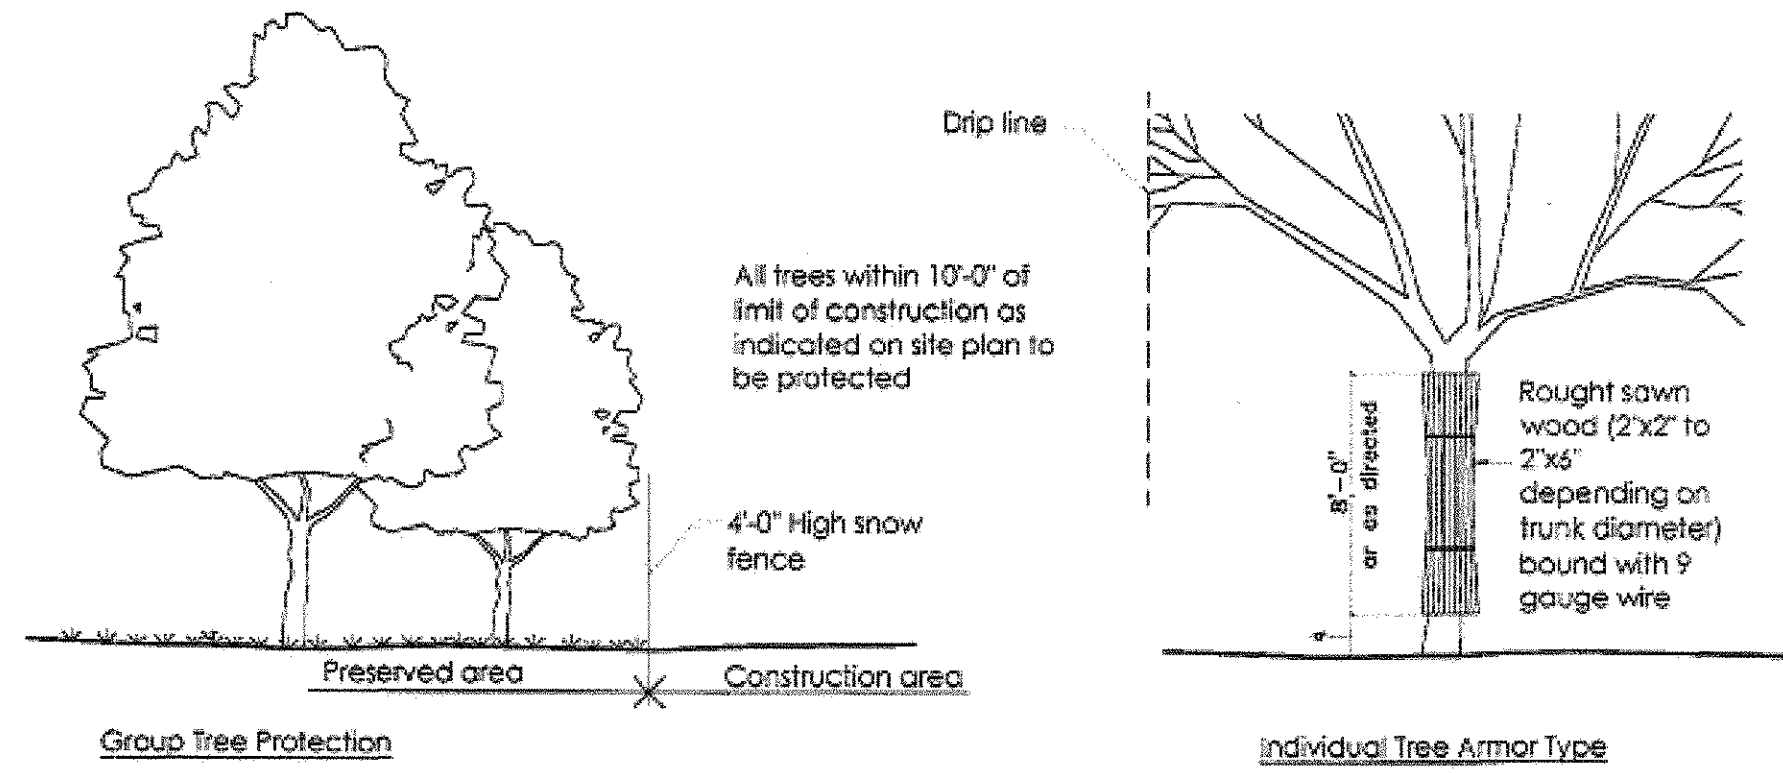 Drip line
All trees within 10'-0" of
limit of construction as
indicated on site plan to
be protected
4'-0" High snow
fence
Preserved area
Construction area
Group Tree Protection
8'-0"
or as directed
Rought sawn
wood (2"x2" to
2"x6"
depending on
trunk diameter)
bound with 9
gauge wire
Individual Tree Armor Type